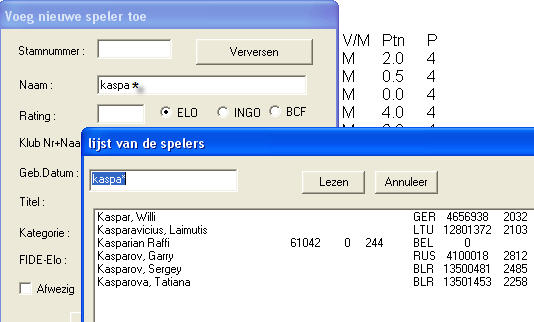 Voeg nieuwe speler toe
Stamnummer :
Verversen
Naam :
kaspa*
Rating :
ELO
INGO
BCF
Klub Nr+Naa
Geb.Datum :
Titel :
Kategorie :
FIDE-Elo :
Afwezig
V/M Ptn P
M 2.0 4
M 0.5 4
M 0.0 4
M 4.0 4
lijst van de spelers
kaspa*
Lezen
Annuleer
Kaspar, Willi GER 4656938 2032
Kasparavicius, Laimutis LTU 12801372 2103
Kasparian Raffi 61042 0 244 BEL 0
Kasparov, Garry RUS 4100018 2812
Kasparov, Sergey BLR 13500481 2485
Kasparova, Tatiana BLR 13501453 2258